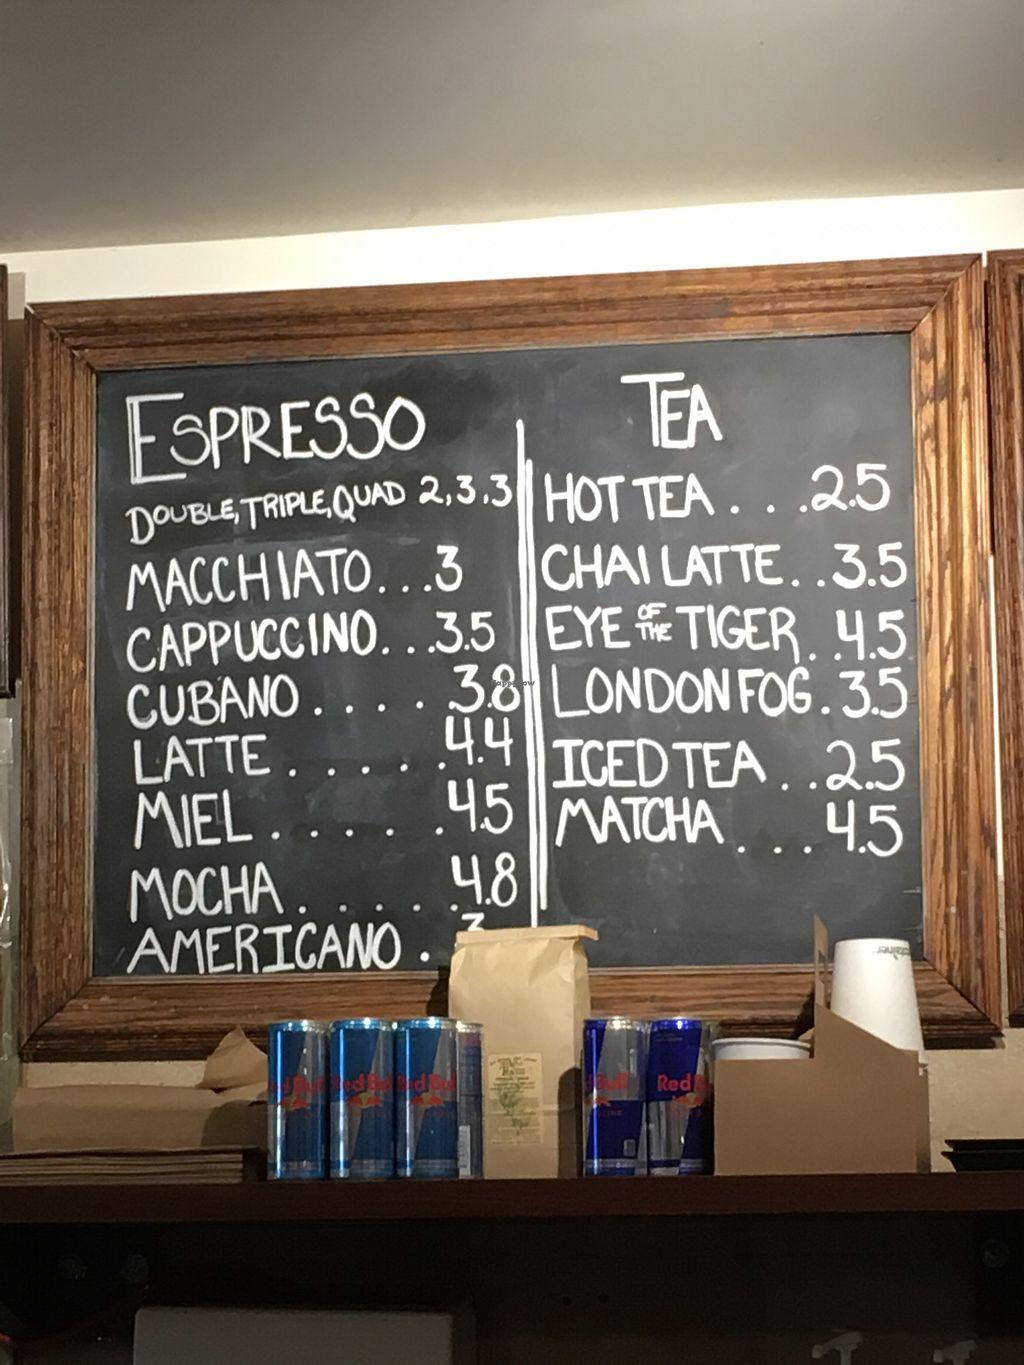 ESPRESSO
DOUBLE, TRIPLE, QUAD 2,3,3
MACCHIATO...3
CAPPUCCINO...3.5
CUBANO.....3.8
LATTE......4.4
MIEL......4.5
MOCHA......4.8
AMERICANO.
TEA
HOT TEA...2.5
CHAI LATTE..3.5
EYE OF THE TIGER..4.5
LONDON FOG.3.5
ICED TEA..2.5
MATCHA....4.5
Red Bull
Red Bull
Red Bull
Red Bull
Red B